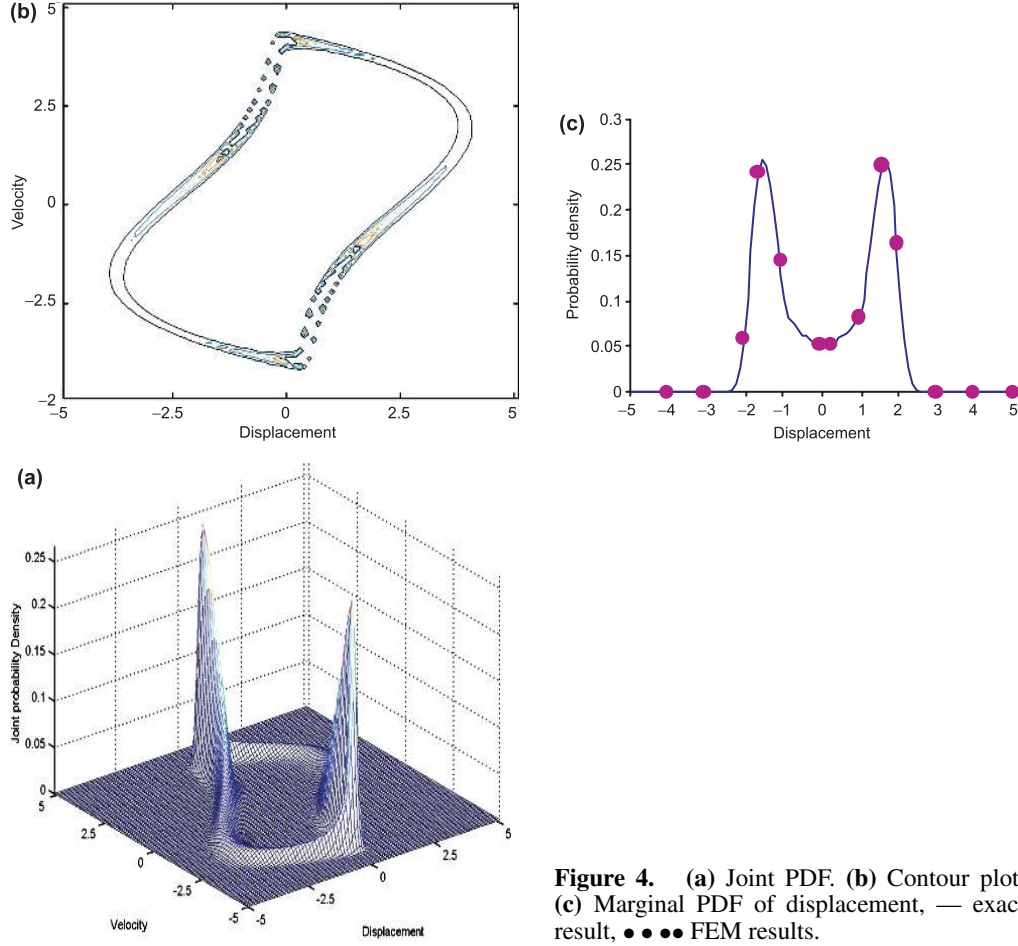 (b)
5
2.5
0
−2.5
−2
Velocity
−5
−2.5
0
2.5
5
Displacement
(c)
0.3
0.25
0.2
0.15
0.1
0.05
0
Probability density
−5 −4 −3 −2 −1 0 1 2 3 4 5
Displacement
(a)
0.25
0.2
0.15
0.1
0.05
0
Joint probability Density
5
2.5
0
-2.5
-5
Velocity
-5
-2.5
0
2.5
5
Displacement
Figure 4. (a) Joint PDF. (b) Contour plot
(c) Marginal PDF of displacement, — exac
result, ● ● ●● FEM results.